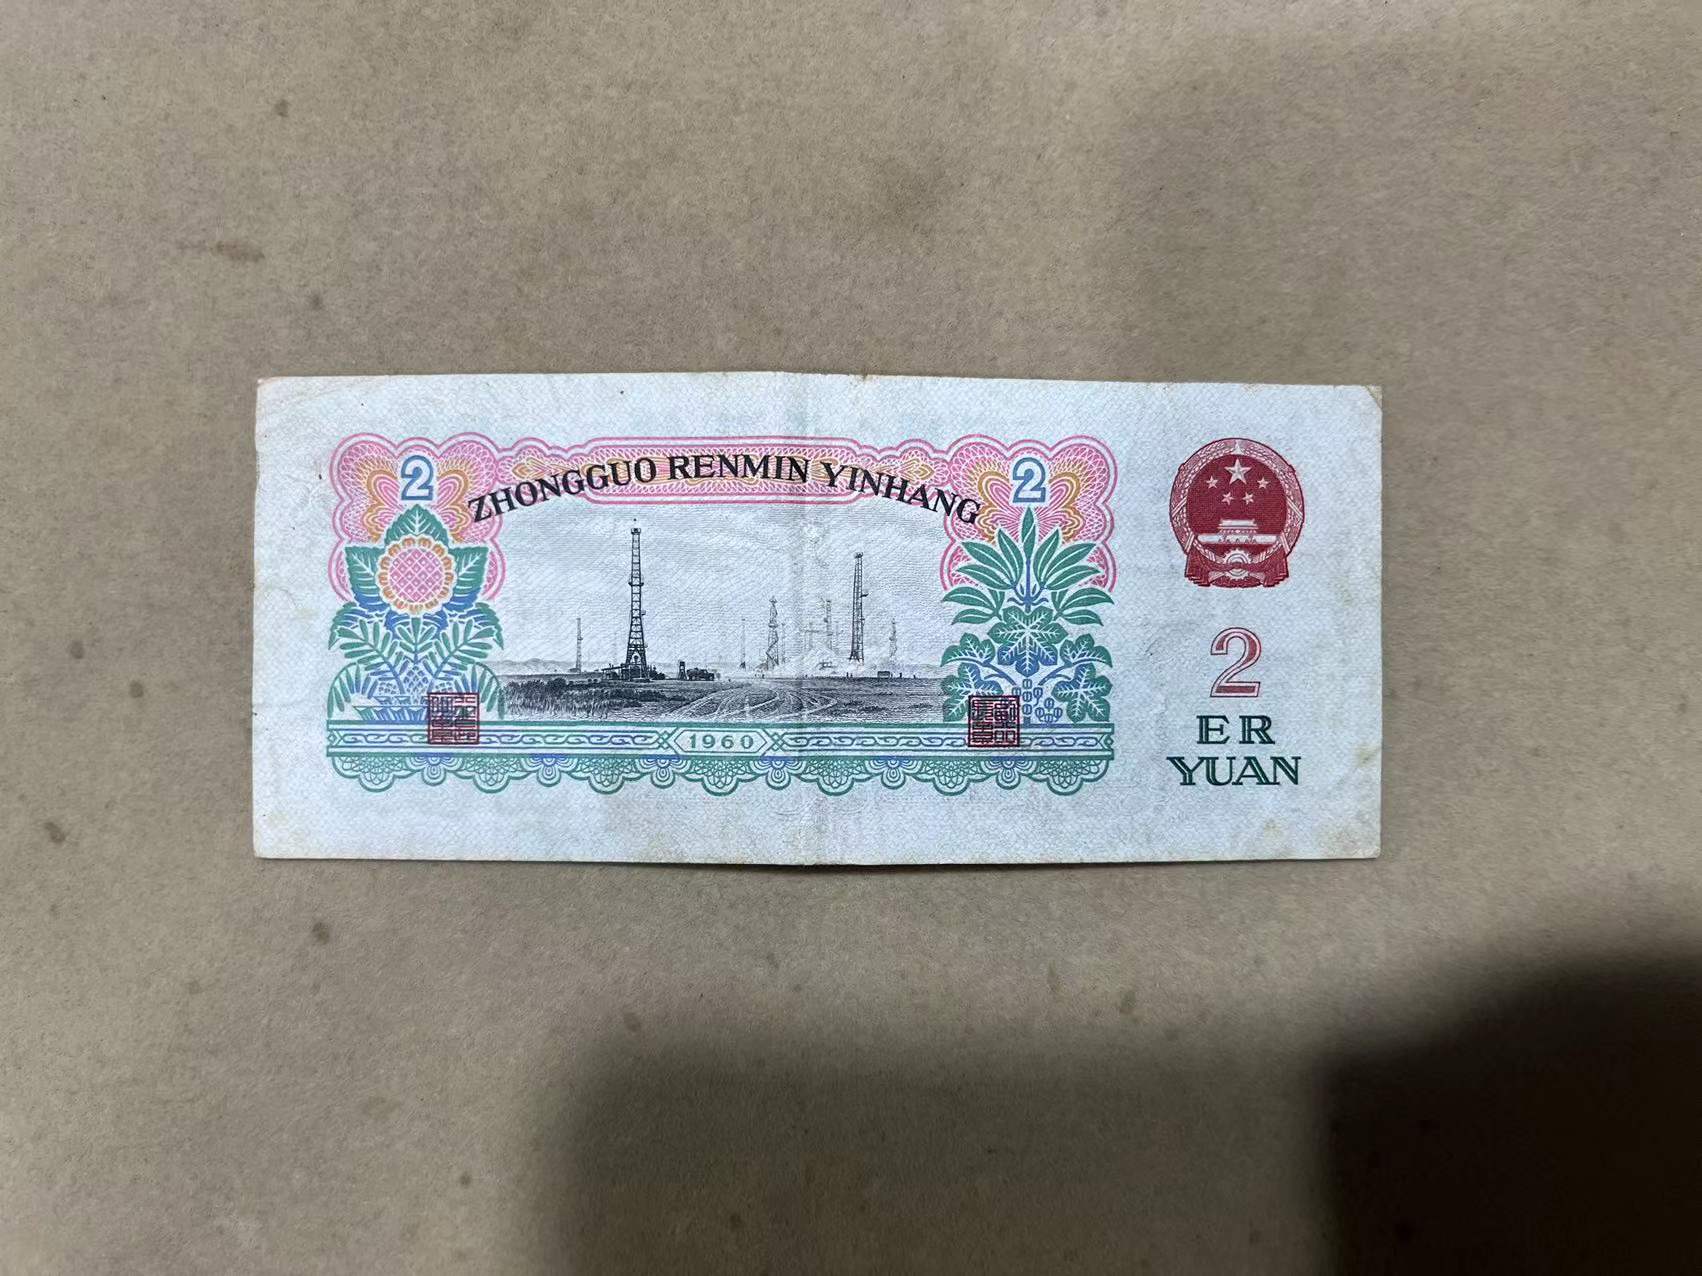 2
ZHONGGUO RENMIN YINHANG
2
1960
2
ER
YUAN